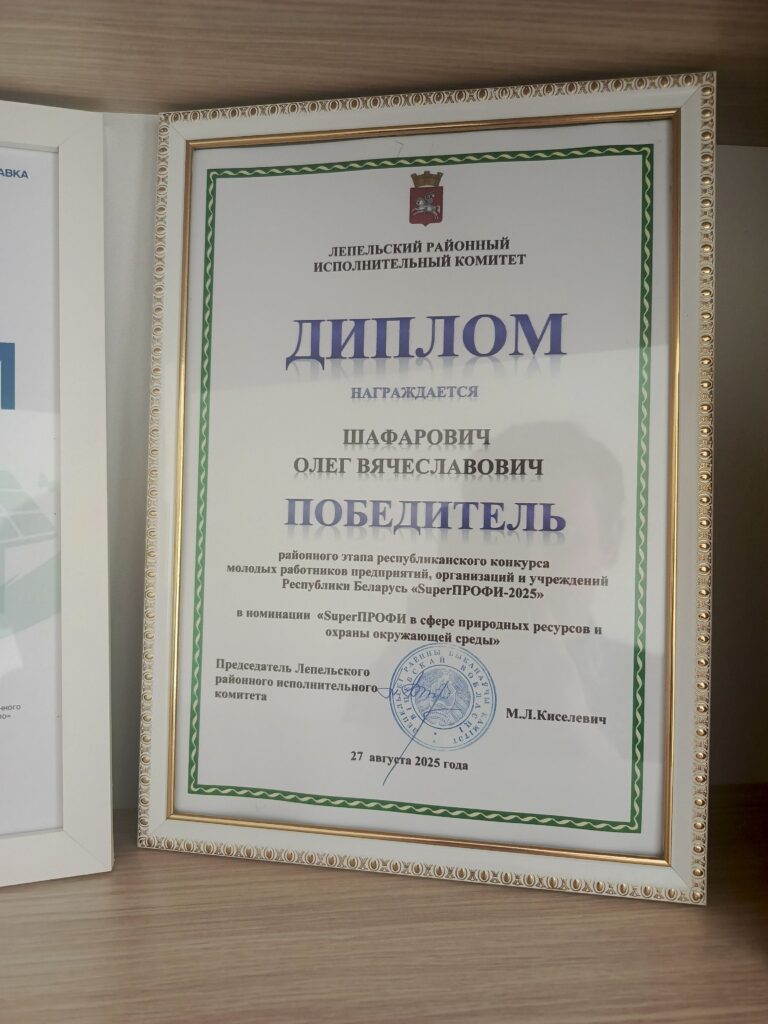 ЛЕПЕЛЬСКИЙ РАЙОННЫЙ
ИСПОЛНИТЕЛЬНЫЙ КОМИТЕТ
ДИПЛОМ
НАГРАЖДАЕТСЯ
ШАФАРОВИЧ
ОЛЕГ ВЯЧЕСЛАВОВИЧ
ПОБЕДИТЕЛЬ
районного этапа республиканского конкурса
молодых работников предприятий, организаций и учреждений
Республики Беларусь «SuperПРОФИ-2025»
в номинации «SuperПРОФИ в сфере природных ресурсов и
охраны окружающей среды»
Председатель Лепельского
районного исполнительного
комитета
М.Л.Киселевич
27 августа 2025 года